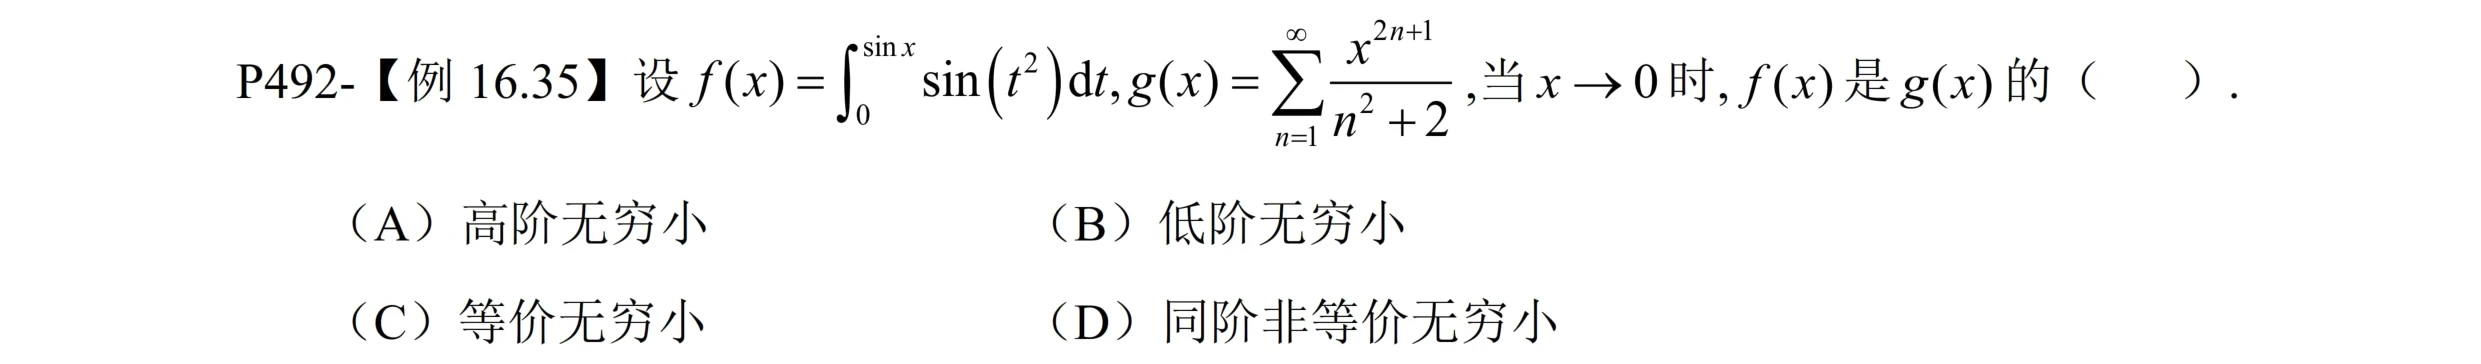 P492-【例 16.35】设 f(x) = ∫₀^{sin x} sin(t²)dt, g(x) = ∑_{n=1}^{∞} x^{2n+1}/(n²+2) ,当 x → 0 时, f(x) 是 g(x) 的（　　）.
（A）高阶无穷小　　（B）低阶无穷小
（C）等价无穷小　　（D）同阶非等价无穷小